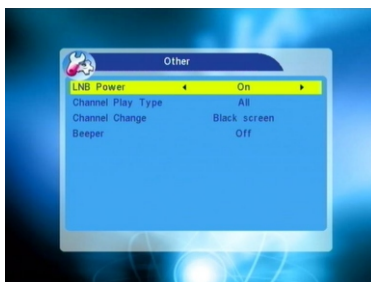 Other
LNB Power On
Channel Play Type All
Channel Change Black screen
Beeper Off